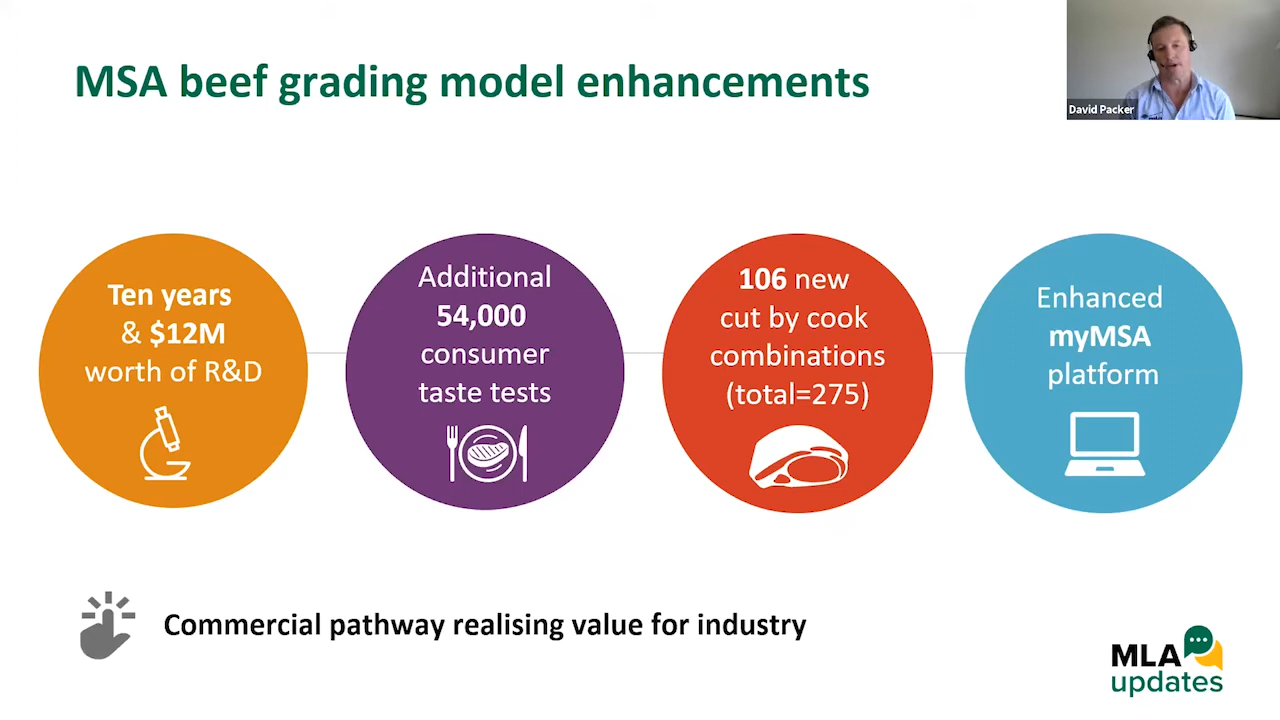 MSA beef grading model enhancements
David Packer
Ten years
& $12M
worth of R&D
Additional
54,000
consumer
taste tests
106 new
cut by cook
combinations
(total=275)
Enhanced
myMSA
platform
Commercial pathway realising value for industry
MLA
updates